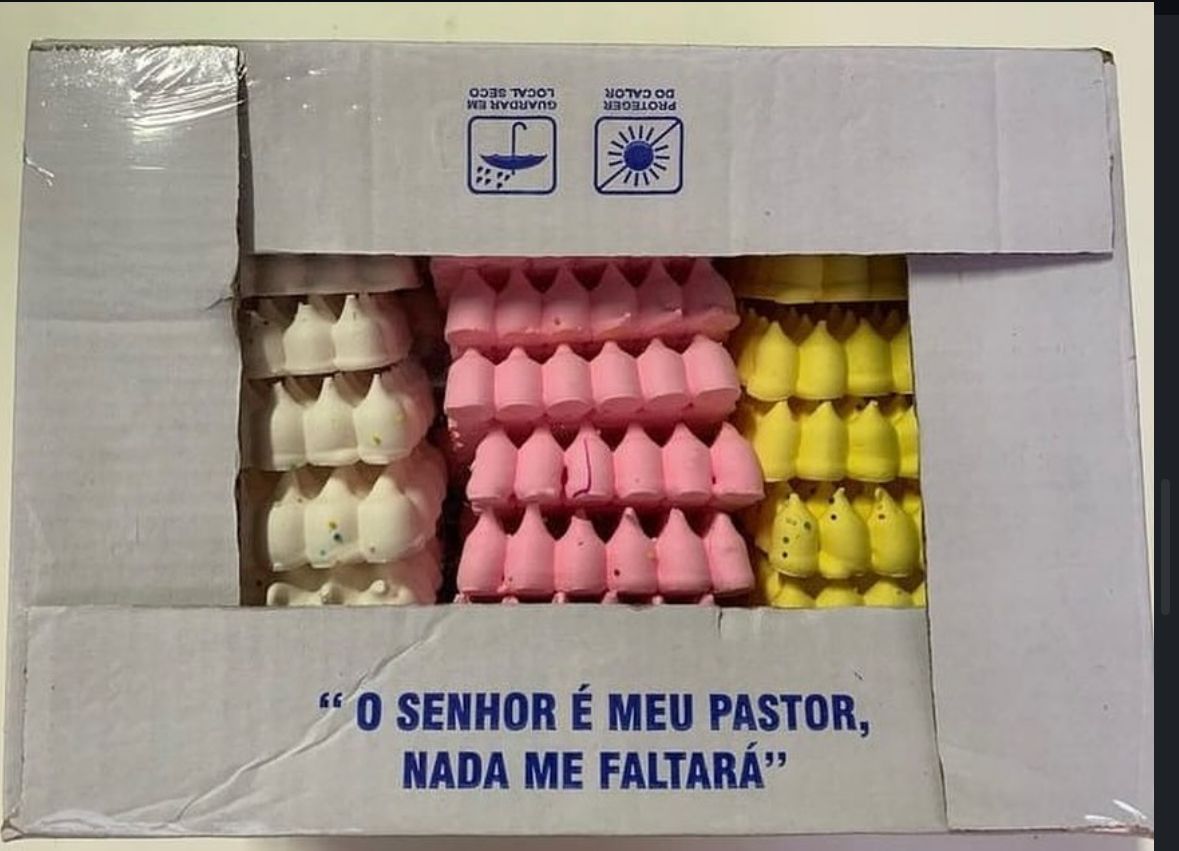 GUARDAR EM
LOCAL SECO
PROTEGER
DO CALOR
“ O SENHOR É MEU PASTOR,
NADA ME FALTARÁ”